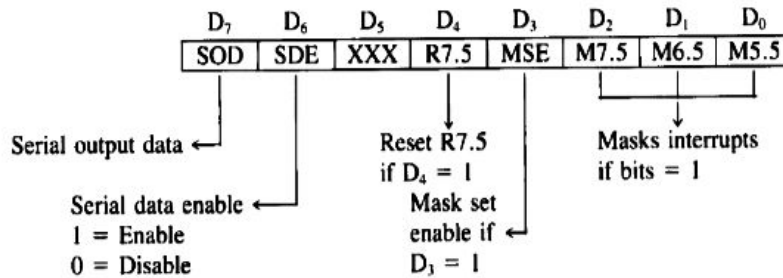 D₇ D₆ D₅ D₄ D₃ D₂ D₁ D₀
SOD SDE XXX R7.5 MSE M7.5 M6.5 M5.5
Serial output data
Reset R7.5
if D₄ = 1
Masks interrupts
if bits = 1
Serial data enable
1 = Enable
0 = Disable
Mask set
enable if
D₃ = 1